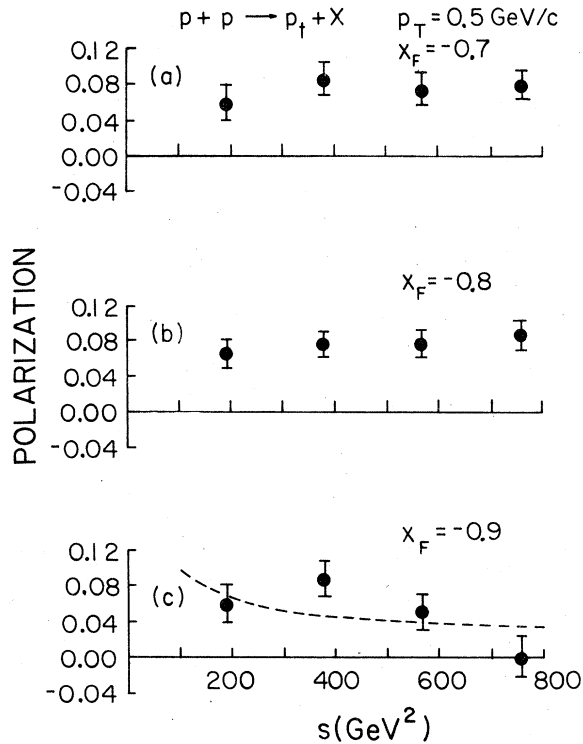 p + p → p↑ + X
p_T = 0.5 GeV/c
x_F = -0.7
(a)
0.12
0.08
0.04
0.00
-0.04
POLARIZATION
x_F = -0.8
(b)
0.12
0.08
0.04
0.00
-0.04
x_F = -0.9
(c)
0.12
0.08
0.04
0.00
-0.04
200 400 600 800
s(GeV²)